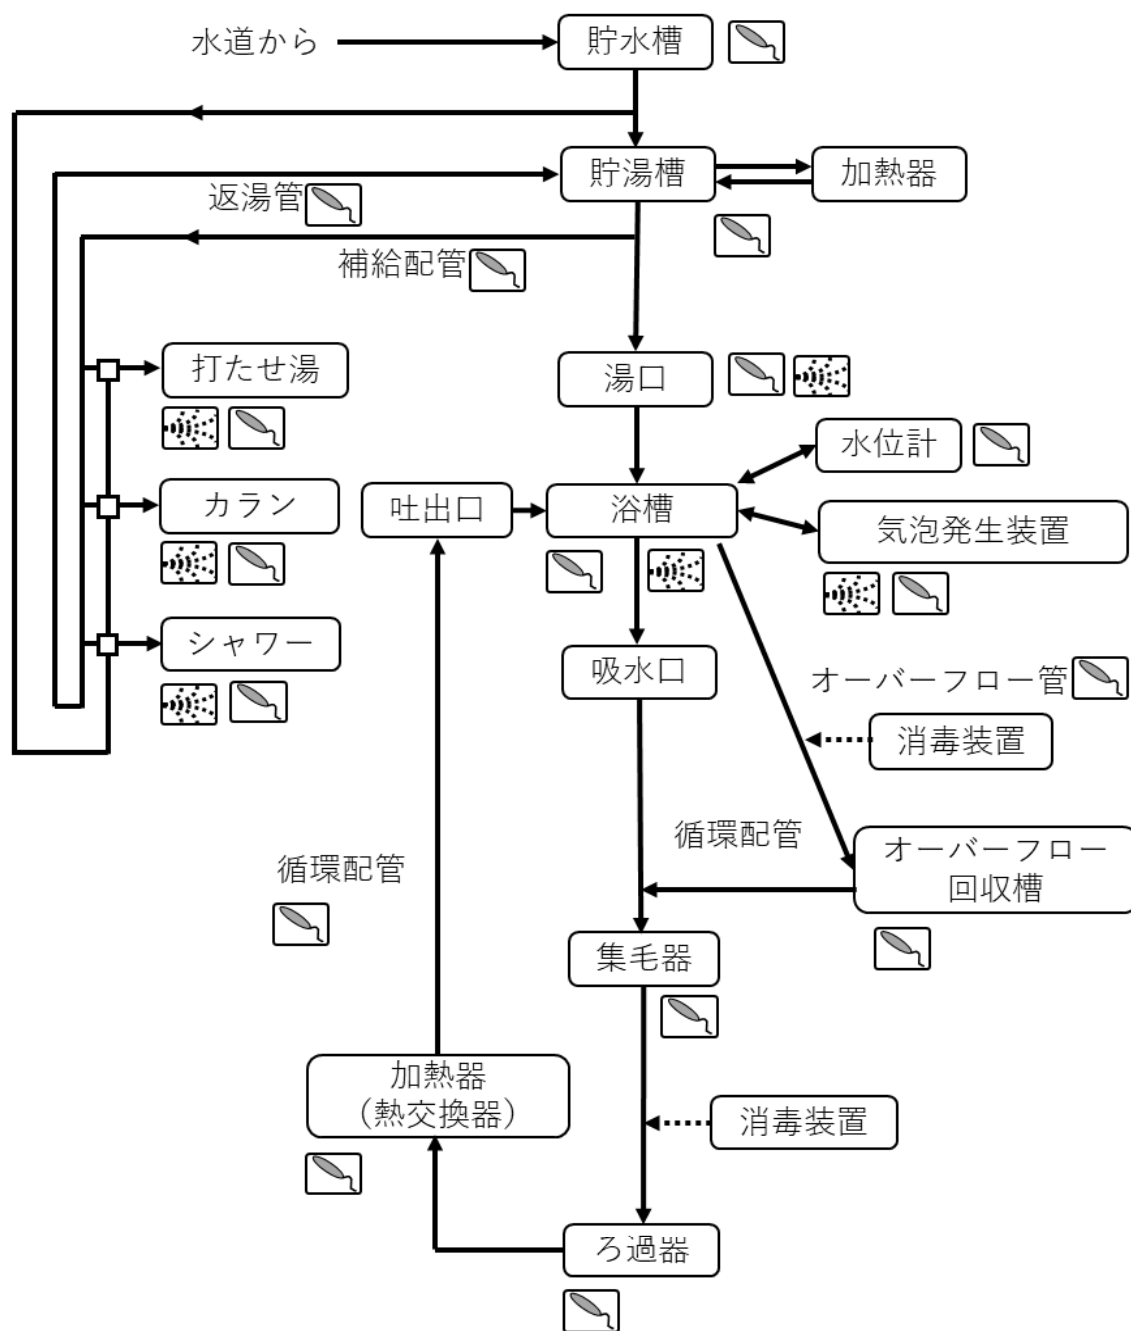 水道から
貯水槽
貯湯槽
加熱器
返湯管
補給配管
打たせ湯
湯口
水位計
カラン
吐出口
浴槽
気泡発生装置
シャワー
吸水口
オーバーフロー管
消毒装置
循環配管
オーバーフロー
回収槽
循環配管
集毛器
加熱器
（熱交換器）
消毒装置
ろ過器